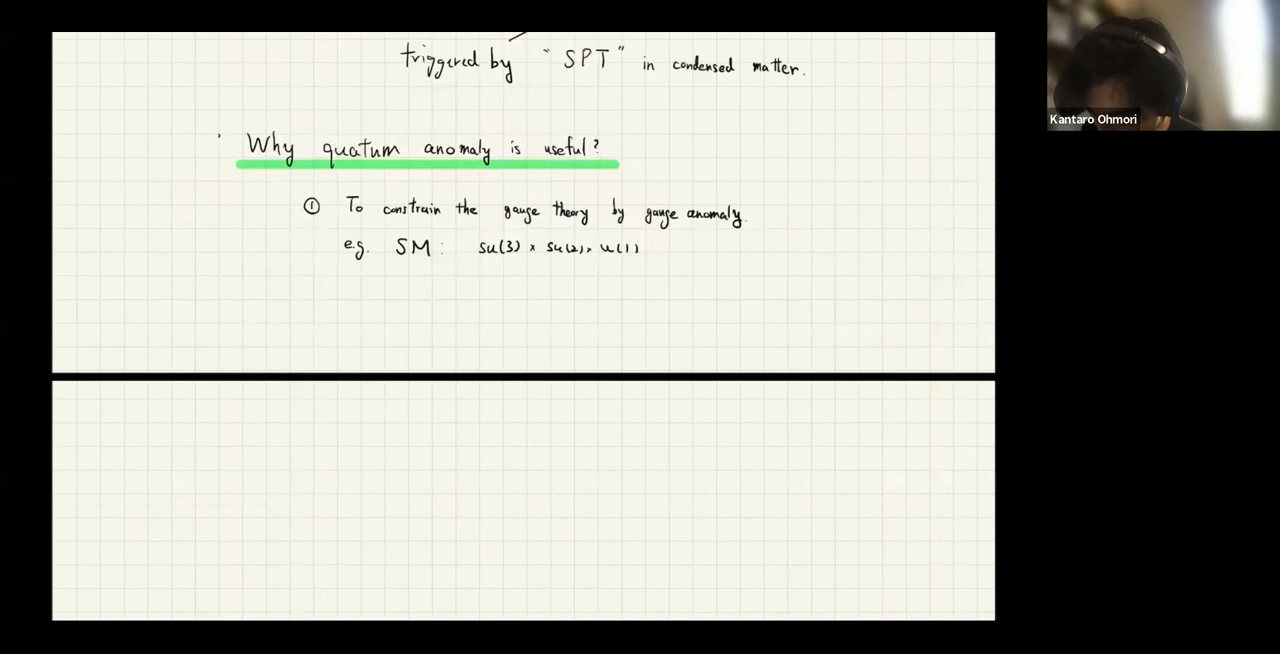 triggered by "SPT" in condensed matter.
Kantaro Ohmori
Why quatum anomaly is useful?
① To constrain the gauge theory by gauge anomaly.
e.g. SM: su(3) × su(2) × u(1)